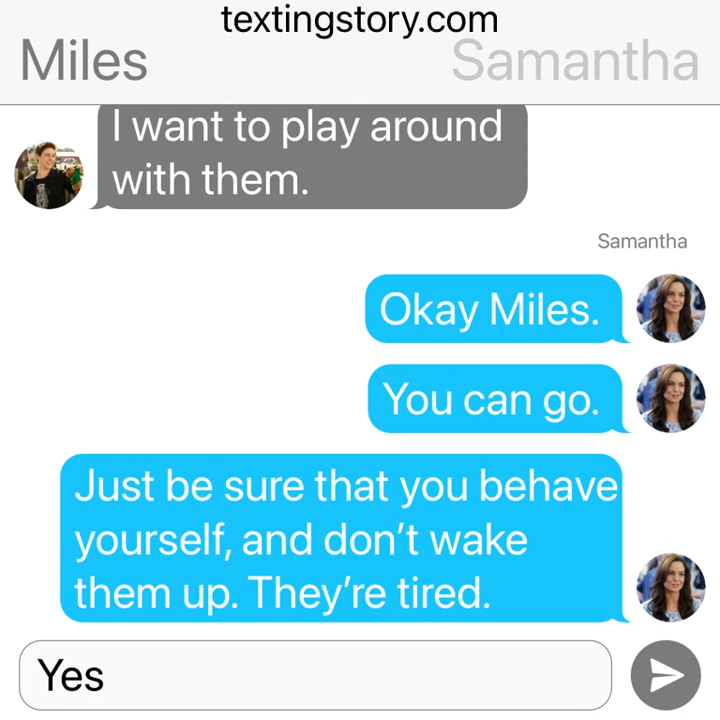 textingstory.com
Miles
Samantha
I want to play around
with them.
Samantha
Okay Miles.
You can go.
Just be sure that you behave
yourself, and don’t wake
them up. They’re tired.
Yes